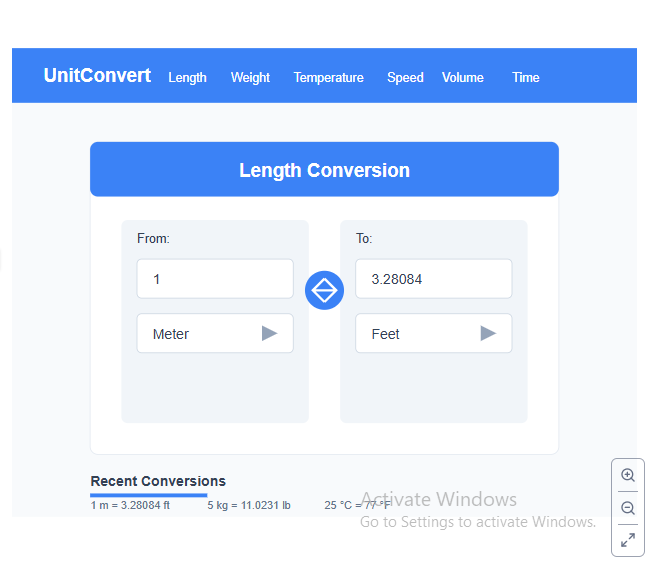 UnitConvert Length Weight Temperature Speed Volume Time
Length Conversion
From:
To:
1
3.28084
Meter
Feet
Recent Conversions
1 m = 3.28084 ft 5 kg = 11.0231 lb 25 °C = 77 °F
Activate Windows
Go to Settings to activate Windows.